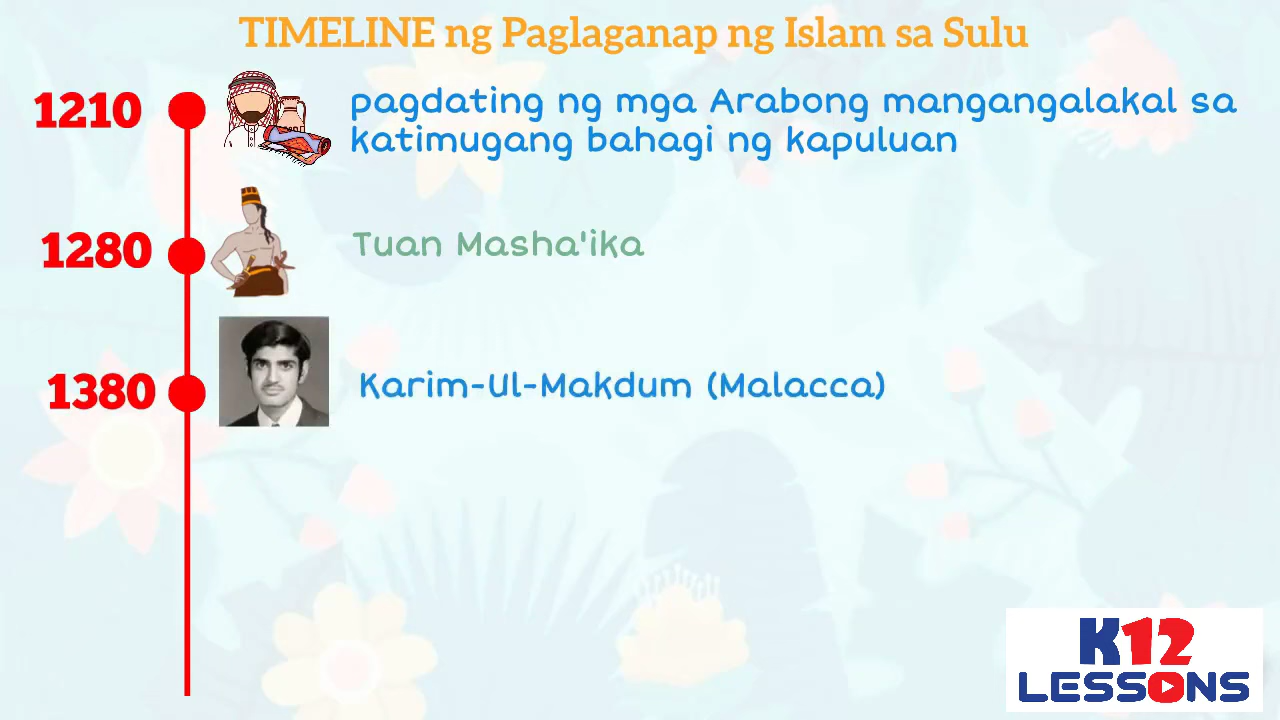 TIMELINE ng Paglaganap ng Islam sa Sulu
1210
pagdating ng mga Arabong mangangalakal sa
katimugang bahagi ng kapuluan
1280
Tuan Masha'ika
1380
Karim-Ul-Makdum (Malacca)
K12
LESSONS